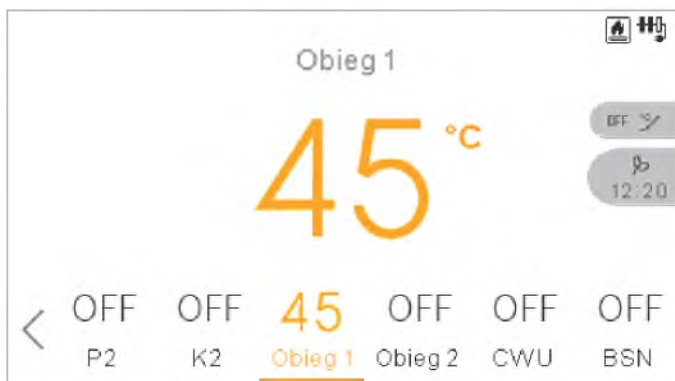 Obieg 1
45 °C
OFF °C
12:20
OFF OFF 45 OFF OFF OFF
P2 K2 Obieg 1 Obieg 2 CWU BSN